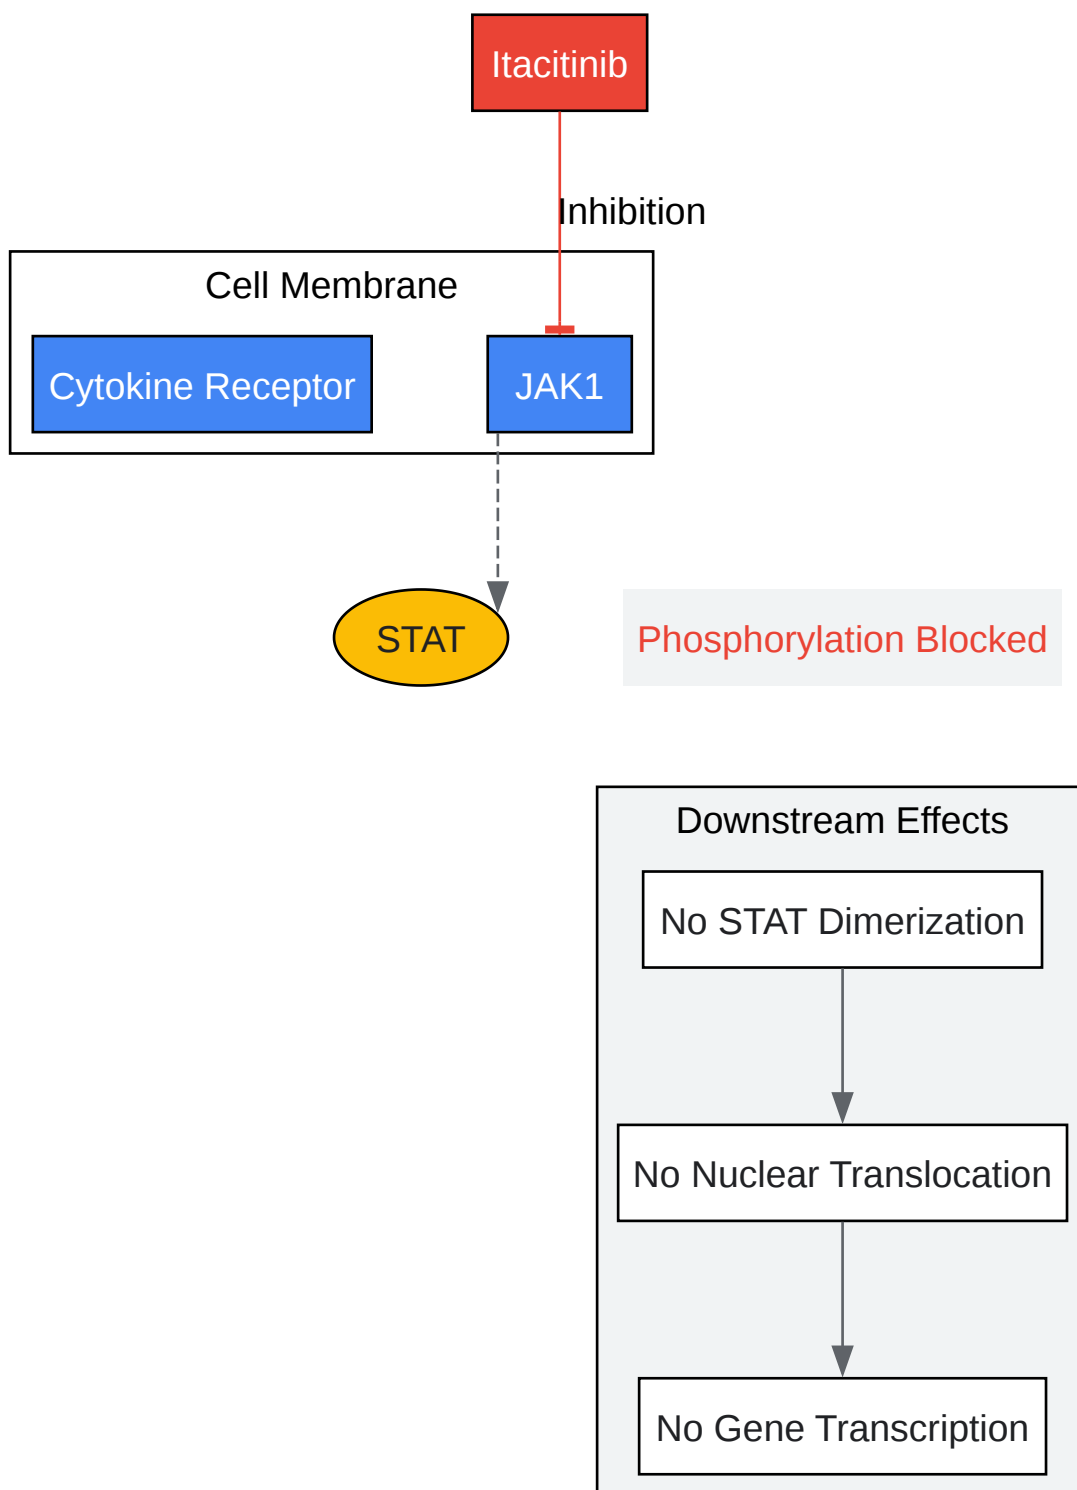 Itacitinib
Inhibition
Cell Membrane
Cytokine Receptor
JAK1
STAT
Phosphorylation Blocked
Downstream Effects
No STAT Dimerization
No Nuclear Translocation
No Gene Transcription